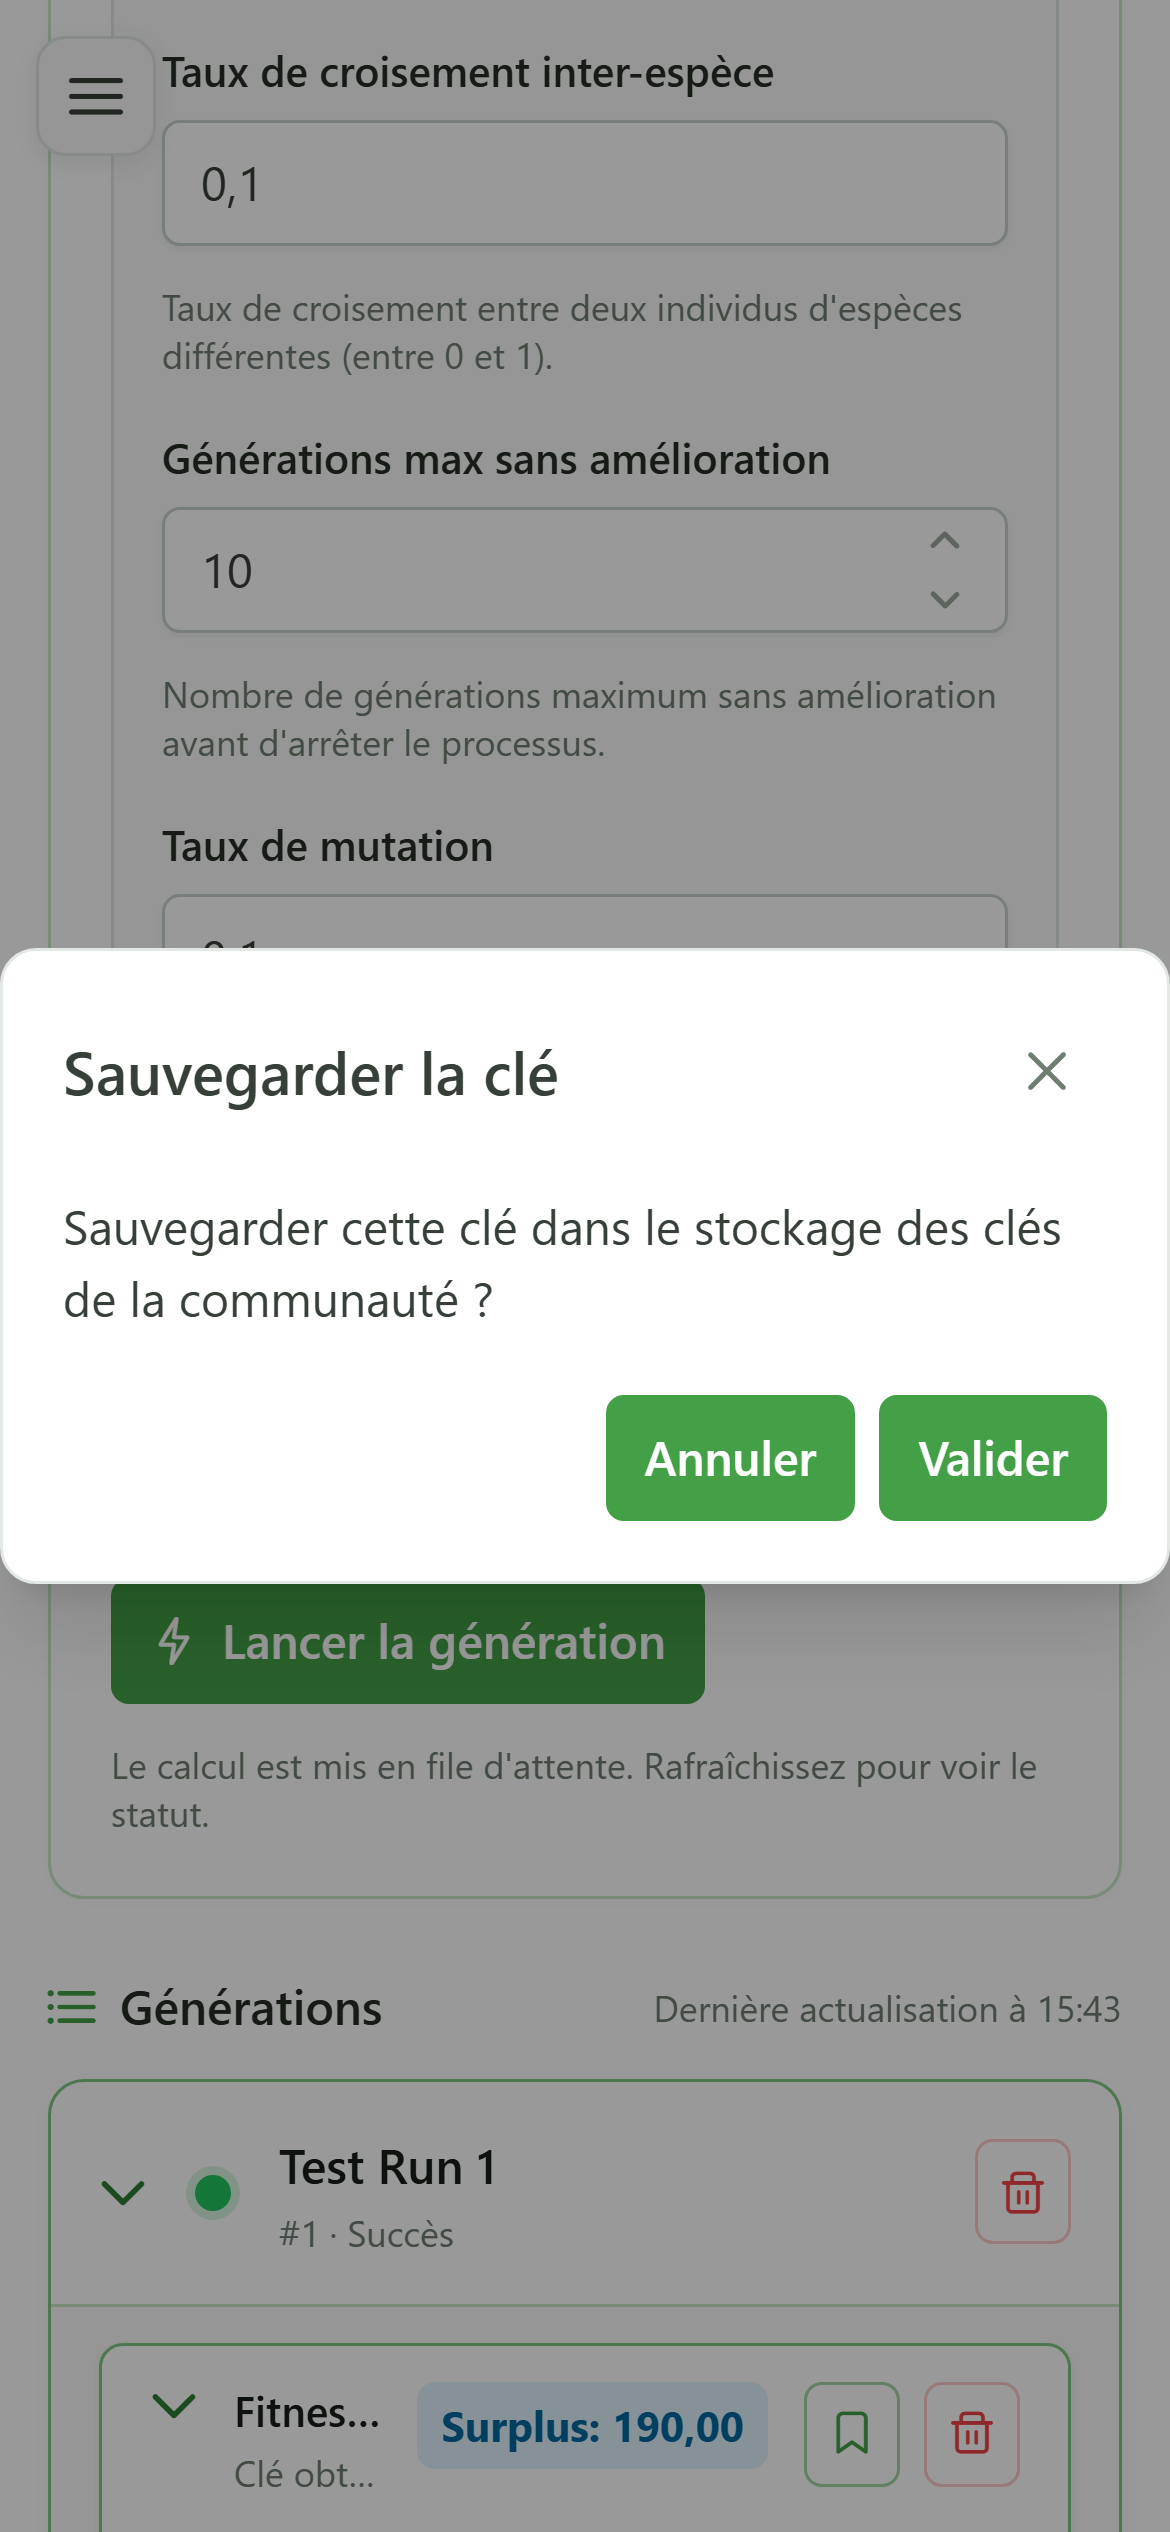 Taux de croisement inter-espèce
0,1
Taux de croisement entre deux individus d'espèces
différentes (entre 0 et 1).
Générations max sans amélioration
10
Nombre de générations maximum sans amélioration
avant d'arrêter le processus.
Taux de mutation
Sauvegarder la clé
Sauvegarder cette clé dans le stockage des clés
de la communauté ?
Annuler
Valider
Lancer la génération
Le calcul est mis en file d'attente. Rafraîchissez pour voir le
statut.
Générations
Dernière actualisation à 15:43
Test Run 1
#1 · Succès
Fitnes...
Surplus: 190,00
Clé obt...